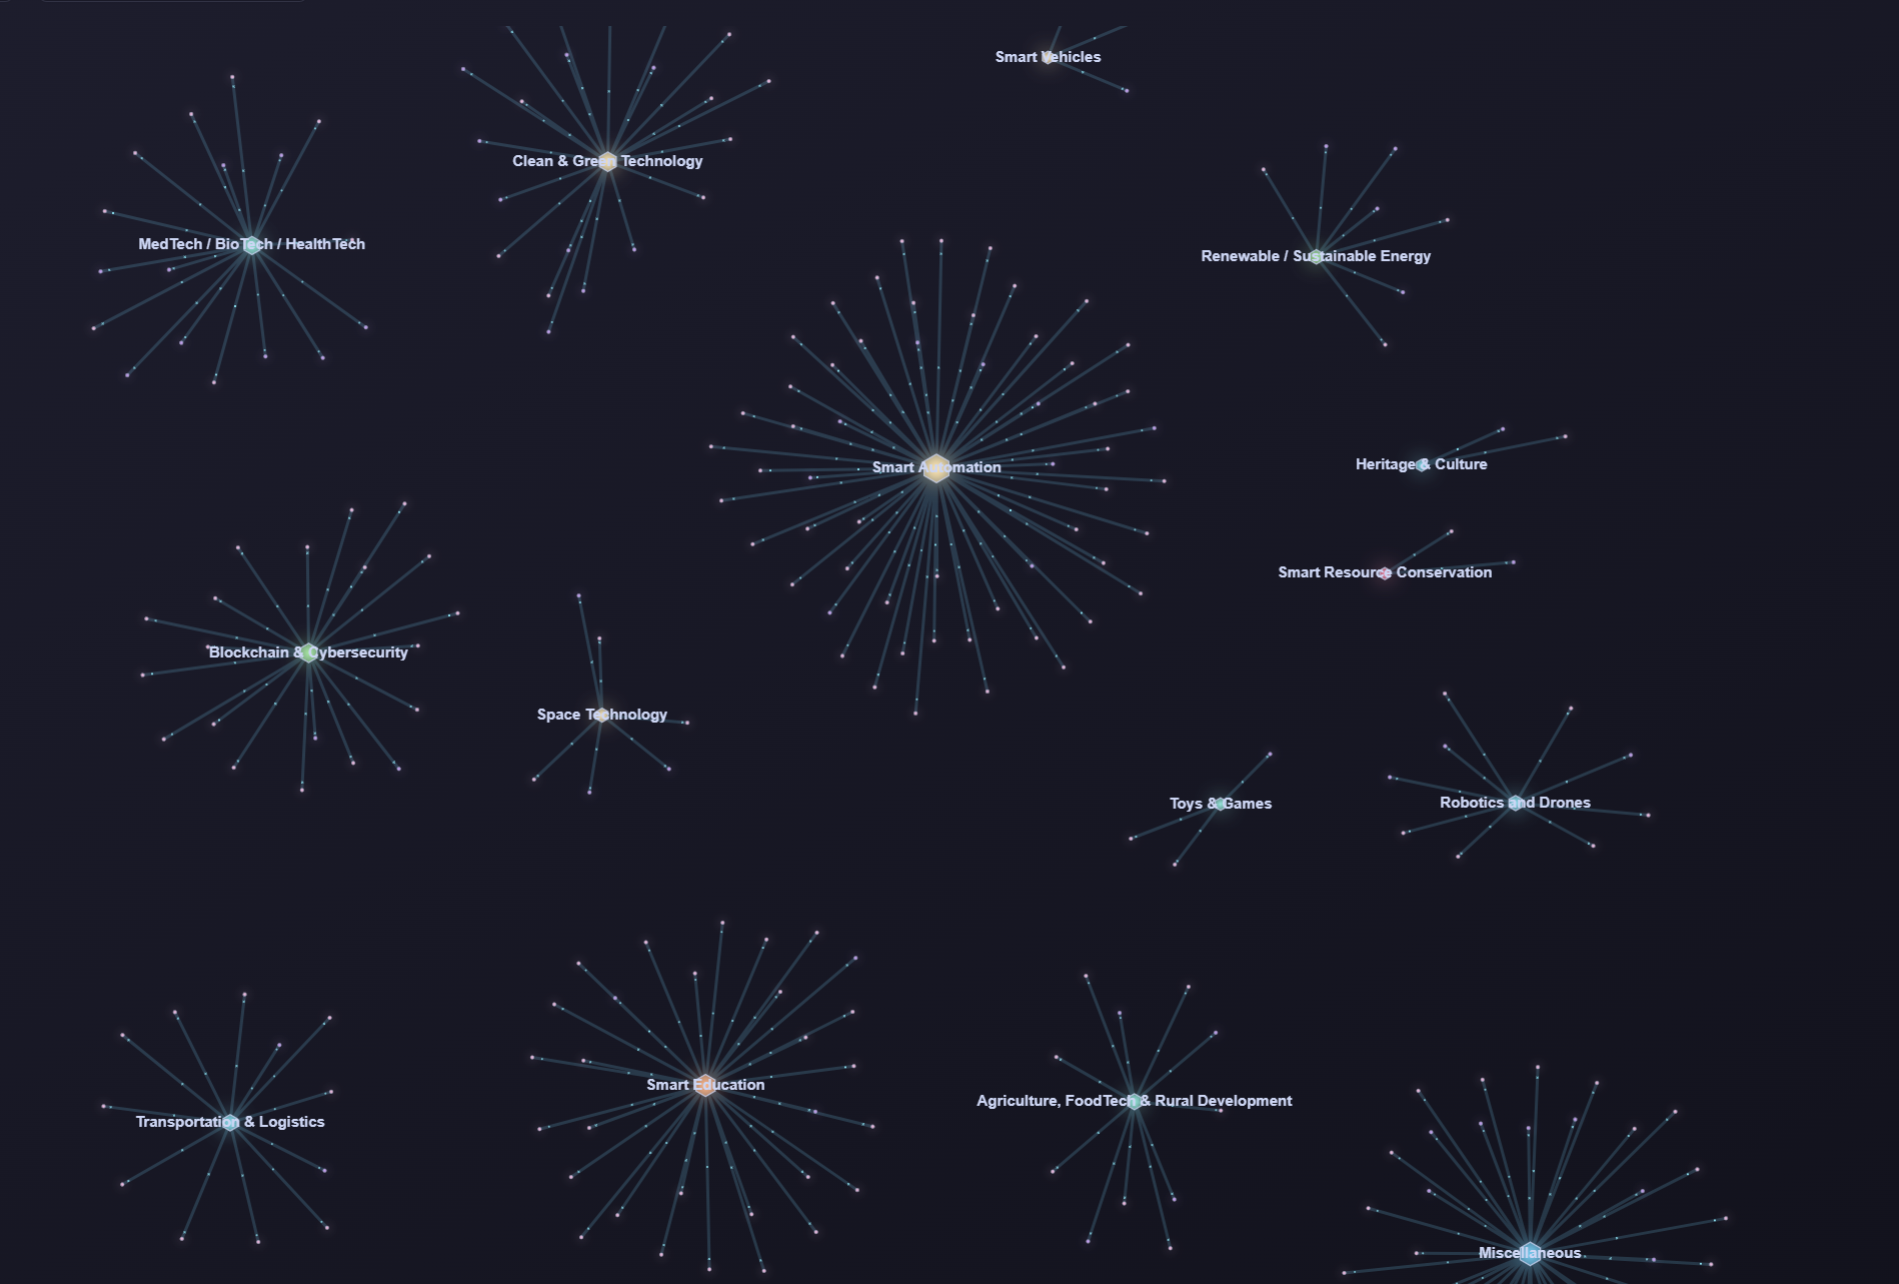 Smart Vehicles
Clean & Green Technology
MedTech / BioTech / HealthTech
Renewable / Sustainable Energy
Smart Automation
Heritage & Culture
Smart Resource Conservation
Blockchain & Cybersecurity
Space Technology
Toys & Games
Robotics and Drones
Smart Education
Agriculture, FoodTech & Rural Development
Transportation & Logistics
Miscellaneous